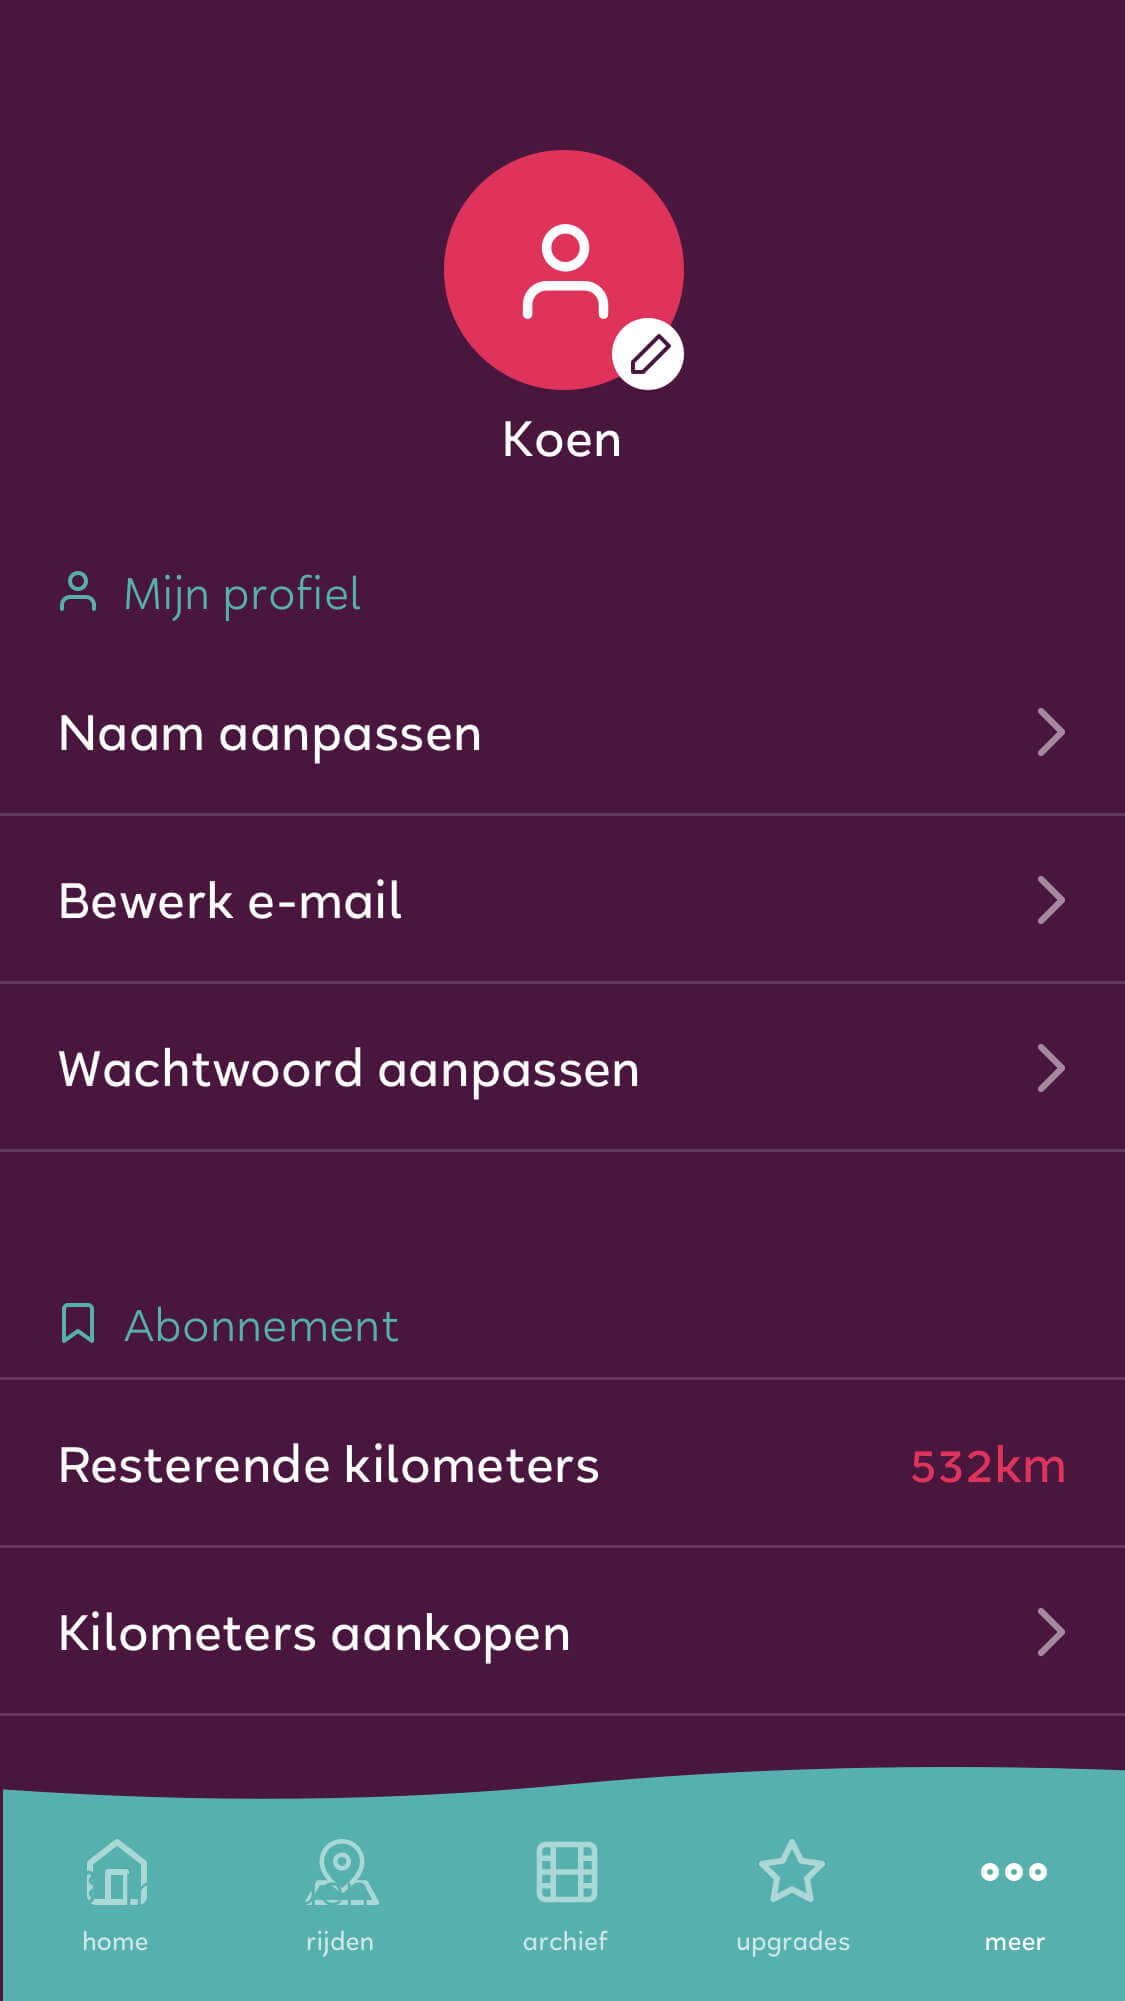 Koen
Mijn profiel
Naam aanpassen
Bewerk e-mail
Wachtwoord aanpassen
Abonnement
Resterende kilometers 532km
Kilometers aankopen
home rijden archief upgrades meer